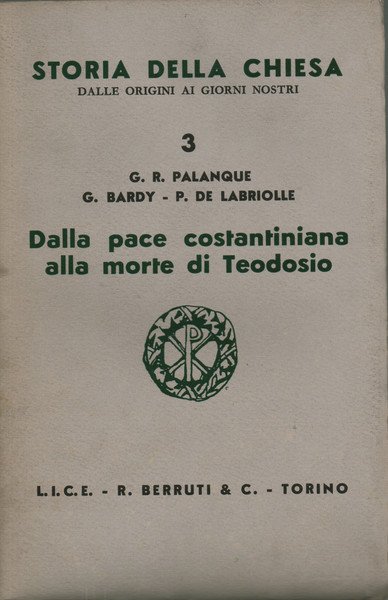 STORIA DELLA CHIESA
DALLE ORIGINI AI GIORNI NOSTRI
3
G. R. PALANQUE
G. BARDY - P. DE LABRIOLLE
Dalla pace costantiniana
alla morte di Teodosio
L.I.C.E. - R. BERRUTI & C. - TORINO